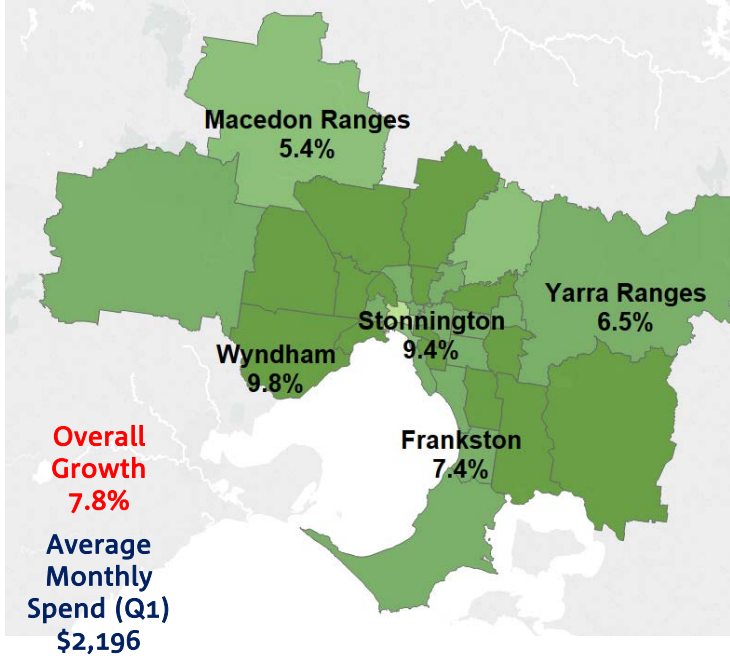 Macedon Ranges
5.4%
Yarra Ranges
6.5%
Stonnington
9.4%
Wyndham
9.8%
Frankston
7.4%
Overall
Growth
7.8%
Average
Monthly
Spend (Q1)
$2,196